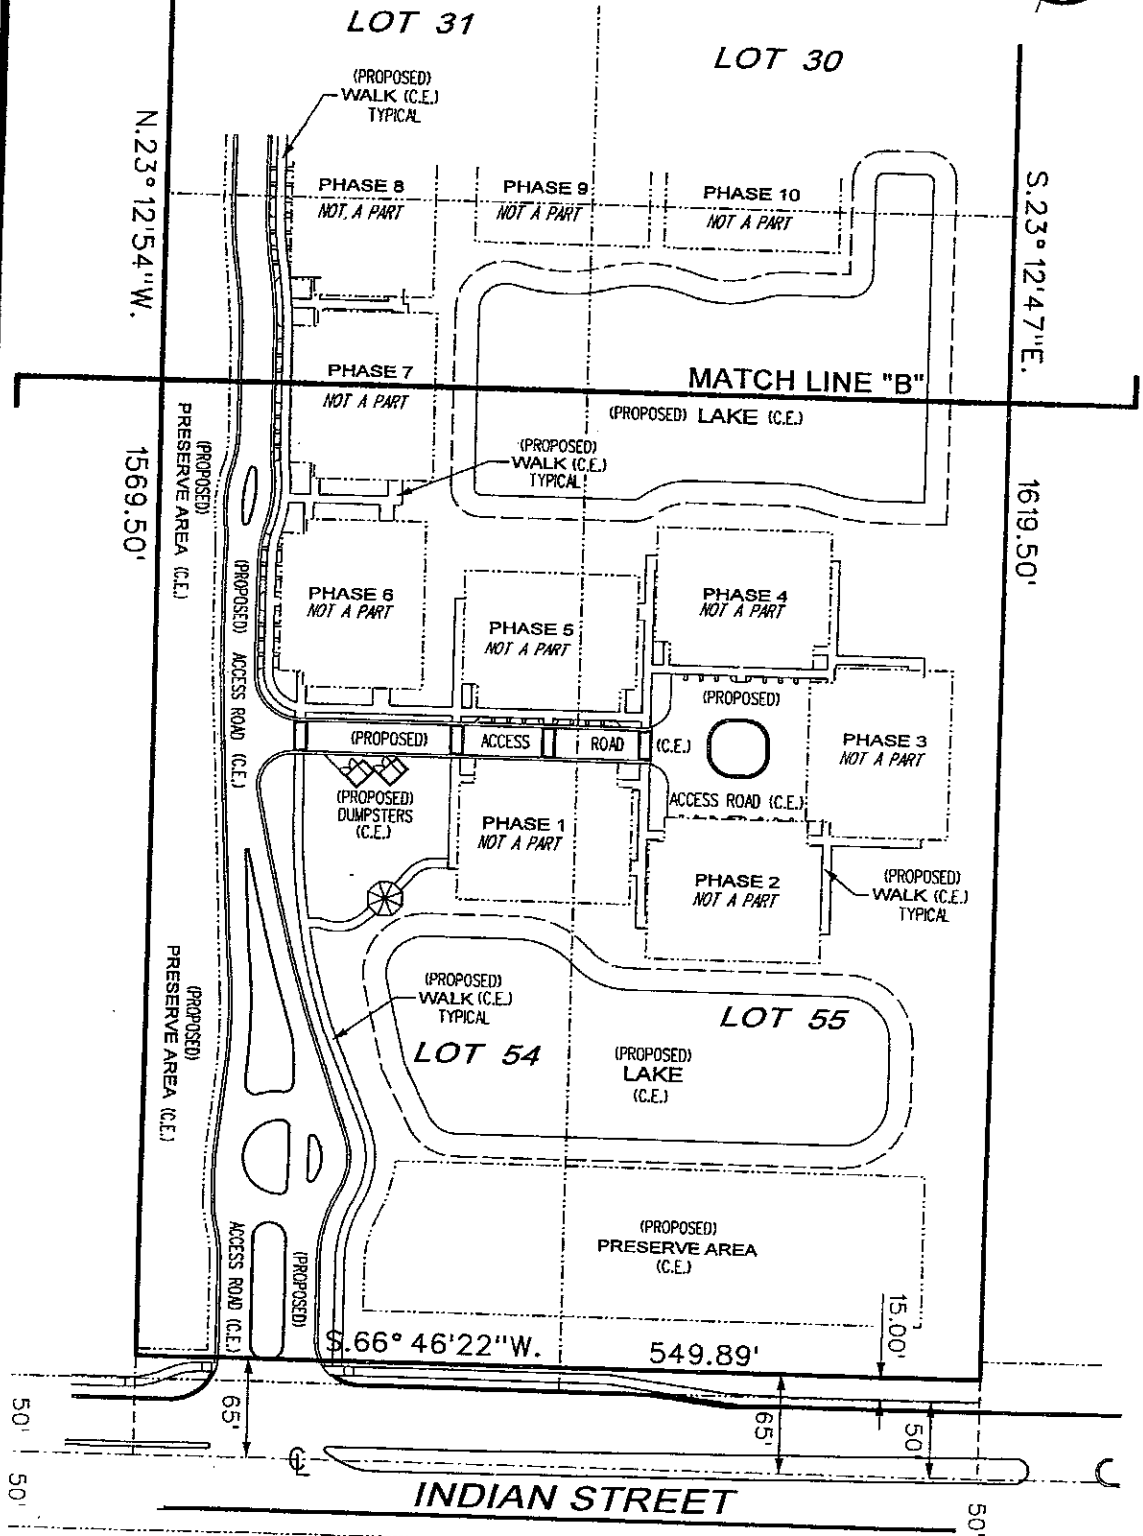 LOT 31
LOT 30
(PROPOSED)
WALK (C.E.)
TYPICAL
N.23°12'54"W.
S.23°12'47"E.
PHASE 8
NOT A PART
PHASE 9
NOT A PART
PHASE 10
NOT A PART
PHASE 7
NOT A PART
MATCH LINE "B"
(PROPOSED) LAKE (C.E.)
(PROPOSED)
WALK (C.E.)
TYPICAL
1569.50'
1619.50'
(PROPOSED)
PRESERVE AREA (C.E.)
(PROPOSED) ACCESS ROAD (C.E.)
PHASE 6
NOT A PART
PHASE 5
NOT A PART
PHASE 4
NOT A PART
(PROPOSED)
(PROPOSED) ACCESS ROAD (C.E.)
PHASE 3
NOT A PART
ACCESS ROAD (C.E.)
(PROPOSED)
DUMPSTERS
(C.E.)
PHASE 1
NOT A PART
PHASE 2
NOT A PART
(PROPOSED)
WALK (C.E.)
TYPICAL
(PROPOSED)
PRESERVE AREA (C.E.)
(PROPOSED)
WALK (C.E.)
TYPICAL
LOT 54
LOT 55
(PROPOSED)
LAKE
(C.E.)
(PROPOSED)
ACCESS ROAD (C.E.)
(PROPOSED)
PRESERVE AREA
(C.E.)
S.66°46'22"W.
549.89'
15.00'
65'
65'
50'
50'
50'
50'
CL
INDIAN STREET